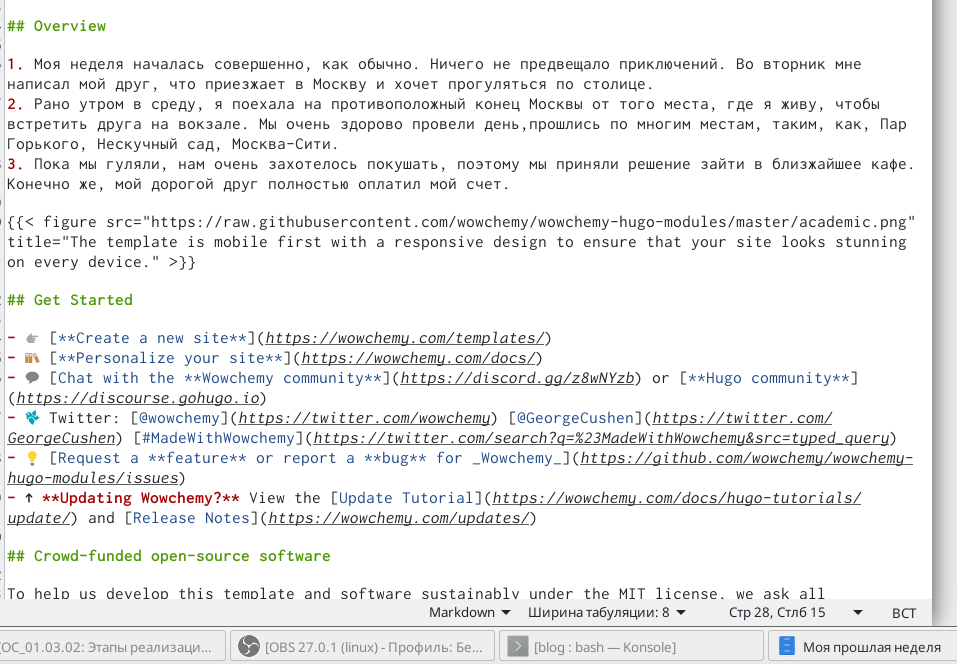 ## Overview
1. Моя неделя началась совершенно, как обычно. Ничего не предвещало приключений. Во вторник мне
написал мой друг, что приезжает в Москву и хочет прогуляться по столице.
2. Рано утром в среду, я поехала на противоположный конец Москвы от того места, где я живу, чтобы
встретить друга на вокзале. Мы очень здорово провели день,прошлись по многим местам, таким, как, Пар
Горького, Нескучный сад, Москва-Сити.
3. Пока мы гуляли, нам очень захотелось покушать, поэтому мы приняли решение зайти в близжайшее кафе.
Конечно же, мой дорогой друг полностью оплатил мой счет.
{{< figure src="https://raw.githubusercontent.com/wowchemy/wowchemy-hugo-modules/master/academic.png"
title="The template is mobile first with a responsive design to ensure that your site looks stunning
on every device." >}}
## Get Started
- 👉 [**Create a new site**](https://wowchemy.com/templates/)
- 📚 [**Personalize your site**](https://wowchemy.com/docs/)
- 💬 [Chat with the **Wowchemy community**](https://discord.gg/z8wNYzb) or [**Hugo community**]
(https://discourse.gohugo.io)
- 🐦 Twitter: [@wowchemy](https://twitter.com/wowchemy) [@GeorgeCushen](https://twitter.com/
GeorgeCushen) [#MadeWithWowchemy](https://twitter.com/search?q=%23MadeWithWowchemy&src=typed_query)
- 💡 [Request a **feature** or report a **bug** for _Wowchemy_](https://github.com/wowchemy/wowchemy-
hugo-modules/issues)
- ⬆ **Updating Wowchemy?** View the [Update Tutorial](https://wowchemy.com/docs/hugo-tutorials/
update/) and [Release Notes](https://wowchemy.com/updates/)
## Crowd-funded open-source software
To help us develop this template and software sustainably under the MIT license, we ask all
Markdown Ширина табуляции: 8 Стр 28, Стлб 15 ВСТ
[ОС_01.03.02: Этапы реализаци... [OBS 27.0.1 (linux) - Профиль: Бе... [blog : bash — Konsole] Моя прошлая неделя